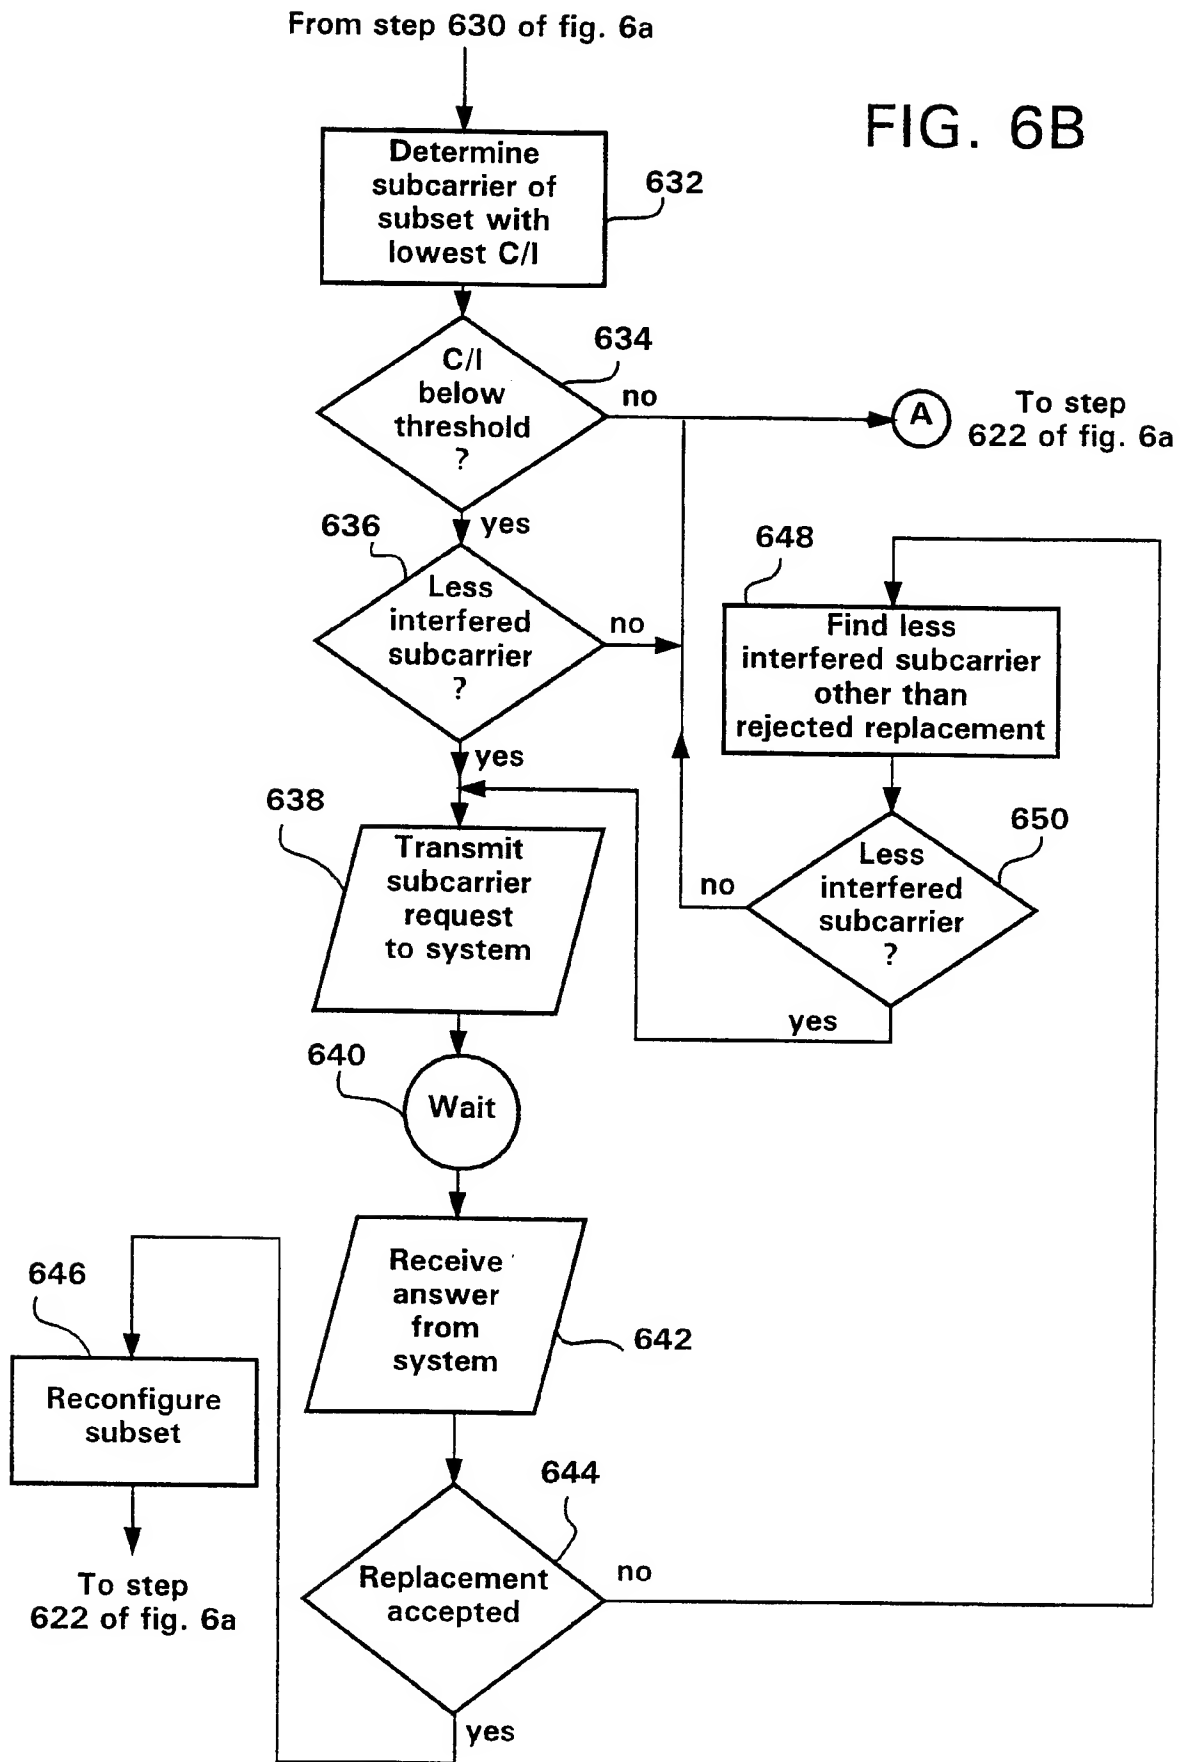 From step 630 of fig. 6a
FIG. 6B
Determine
subcarrier of
subset with
lowest C/I
632
C/I
below
threshold
?
634
no
A
To step
622 of fig. 6a
yes
636
Less
interfered
subcarrier
?
no
648
Find less
interfered subcarrier
other than
rejected replacement
yes
638
Transmit
subcarrier
request
to system
650
Less
interfered
subcarrier
?
no
yes
640
Wait
646
Receive
answer
from
system
642
Reconfigure
subset
To step
622 of fig. 6a
644
Replacement
accepted
no
yes